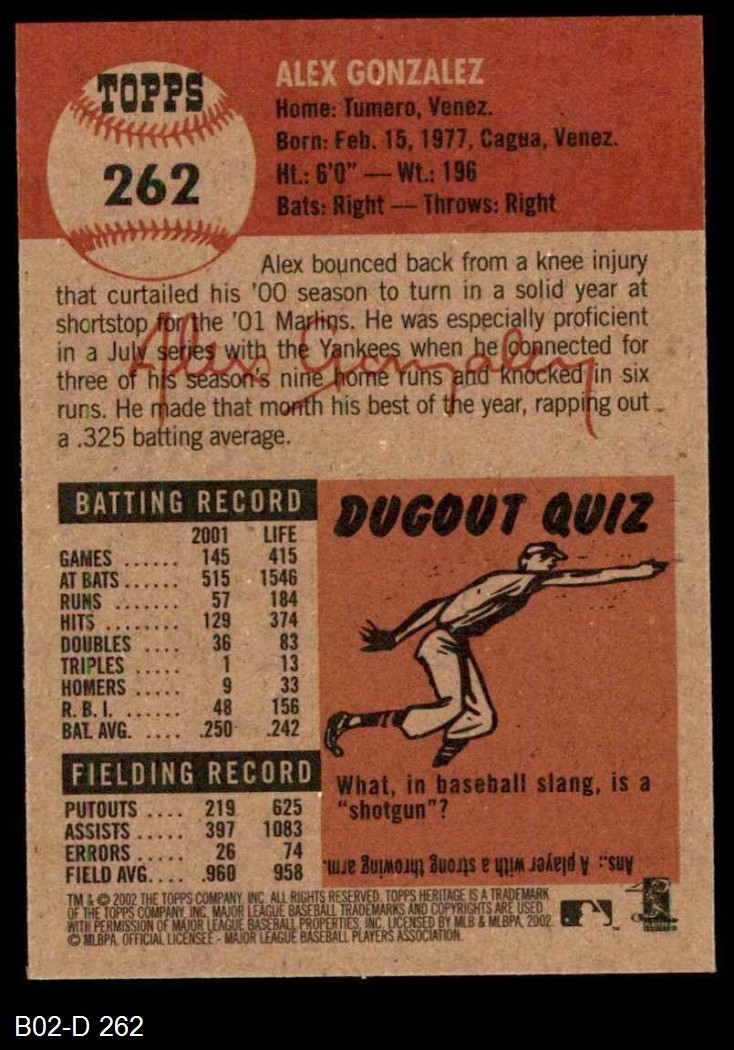 TOPPS
262
ALEX GONZALEZ
Home: Tumero, Venez.
Born: Feb. 15, 1977, Cagua, Venez.
Ht.: 6'0" — Wt.: 196
Bats: Right — Throws: Right
Alex bounced back from a knee injury
that curtailed his '00 season to turn in a solid year at
shortstop for the '01 Marlins. He was especially proficient
in a July series with the Yankees when he connected for
three of his season's nine home runs and knocked in six
runs. He made that month his best of the year, rapping out
a .325 batting average.
Alex Gonzalez
BATTING RECORD
2001 LIFE
GAMES ...... 145 415
AT BATS ...... 515 1546
RUNS ....... 57 184
HITS ........ 129 374
DOUBLES .... 36 83
TRIPLES ..... 1 13
HOMERS ..... 9 33
R. B. I. ...... 48 156
BAT. AVG. .... .250 .242
FIELDING RECORD
PUTOUTS .... 219 625
ASSISTS ..... 397 1083
ERRORS ..... 26 74
FIELD AVG.... .960 958
DUGOUT QUIZ
What, in baseball slang, is a
"shotgun"?
Ans.: A player with a strong throwing arm.
TM & © 2002 THE TOPPS COMPANY, INC. ALL RIGHTS RESERVED. TOPPS HERITAGE IS A TRADEMARK
OF THE TOPPS COMPANY, INC. MAJOR LEAGUE BASEBALL TRADEMARKS AND COPYRIGHTS ARE USED
WITH PERMISSION OF MAJOR LEAGUE BASEBALL PROPERTIES, INC. LICENSED BY MLB & MLBPA, 2002.
© MLBPA. OFFICIAL LICENSEE - MAJOR LEAGUE BASEBALL PLAYERS ASSOCIATION.
B02-D 262